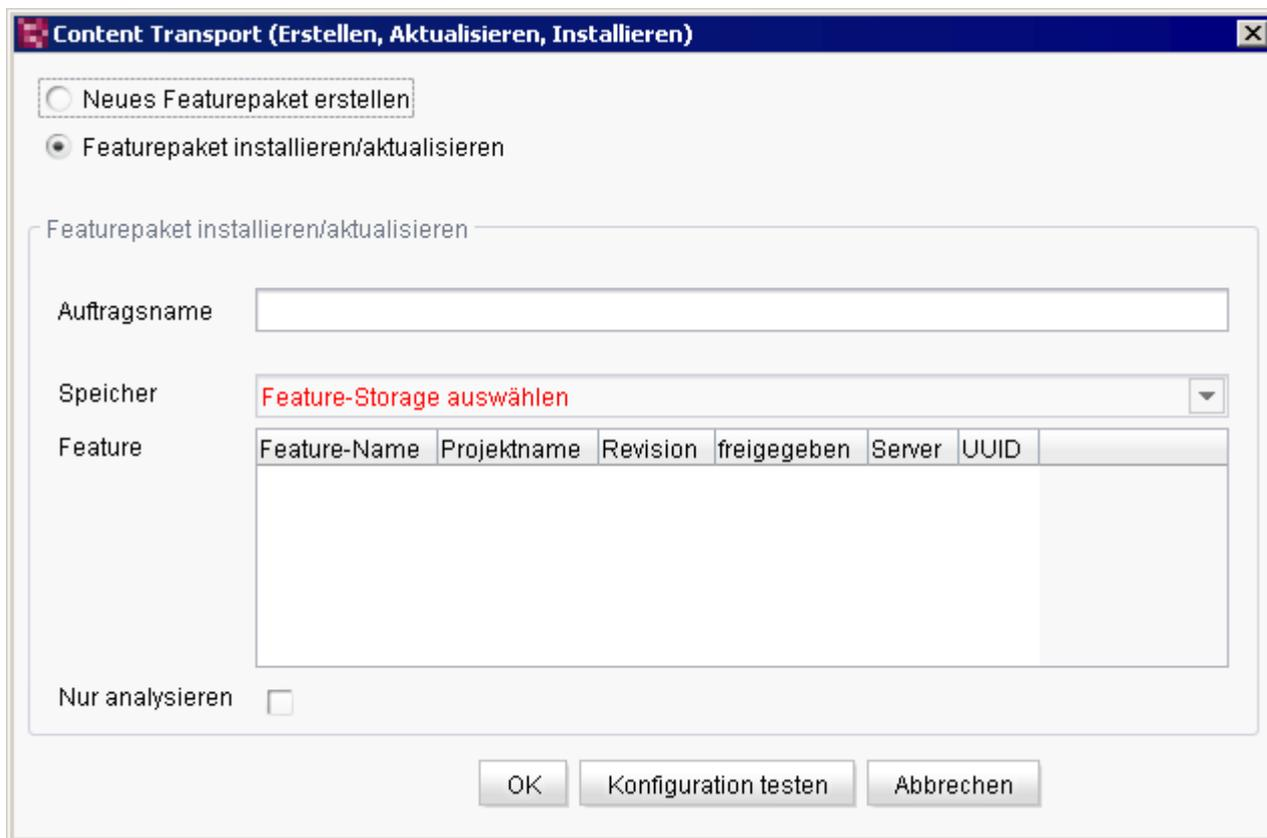 Content Transport (Erstellen, Aktualisieren, Installieren)
Neues Featurepaket erstellen
Featurepaket installieren/aktualisieren
Featurepaket installieren/aktualisieren
Auftragsname
Speicher Feature-Storage auswählen
Feature Feature-Name Projektname Revision freigegeben Server UUID
Nur analysieren
OK Konfiguration testen Abbrechen